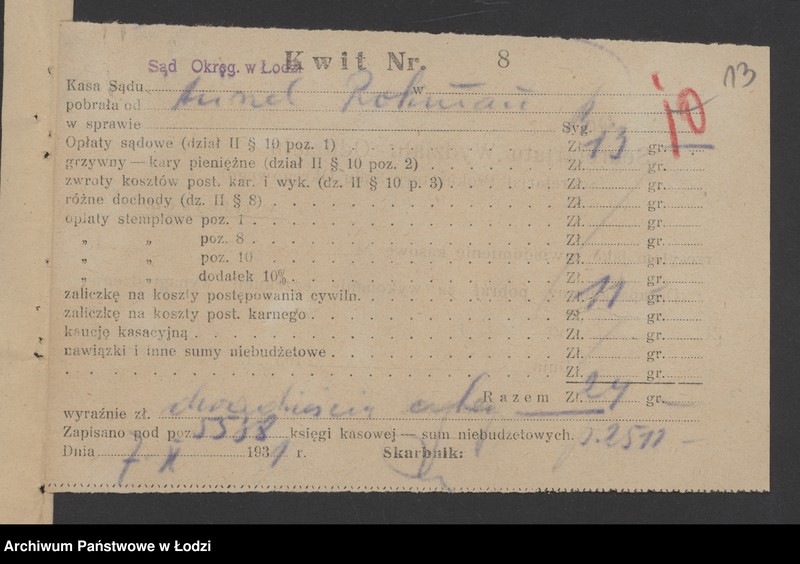 13
Kwit Nr. 8
Sąd Okręg. w Łodzi
10
Kasa Sądu w
pobrała od
w sprawie Syg.
Opłaty sądowe (dział II § 10 poz. 1) Zł. 13 gr.
grzywny — kary pieniężne (dział II § 10 poz. 2) Zł. gr.
zwroty kosztów post. kar. i wyk. (dz. II § 10 p. 3) Zł. gr.
różne dochody (dz. II § 8) Zł. gr.
opłaty stemplowe poz. 1 Zł. gr.
„ „ poz. 8 Zł. gr.
„ „ poz. 10 Zł. gr.
„ „ dodatek 10% Zł. gr.
zaliczkę na koszty postępowania cywiln. Zł. 11 gr.
zaliczkę na koszty post. karnego Zł. gr.
kaucję kasacyjną Zł. gr.
nawiązki i inne sumy niebudżetowe Zł. gr.
Zł. gr.
Razem Zł. 24 gr. —
wyraźnie zł. dwadzieścia cztery
Zapisano pod poz. 5538 księgi kasowej — sum niebudżetowych.
Dnia 7 X 1931 r. Skarbnik:
Archiwum Państwowe w Łodzi